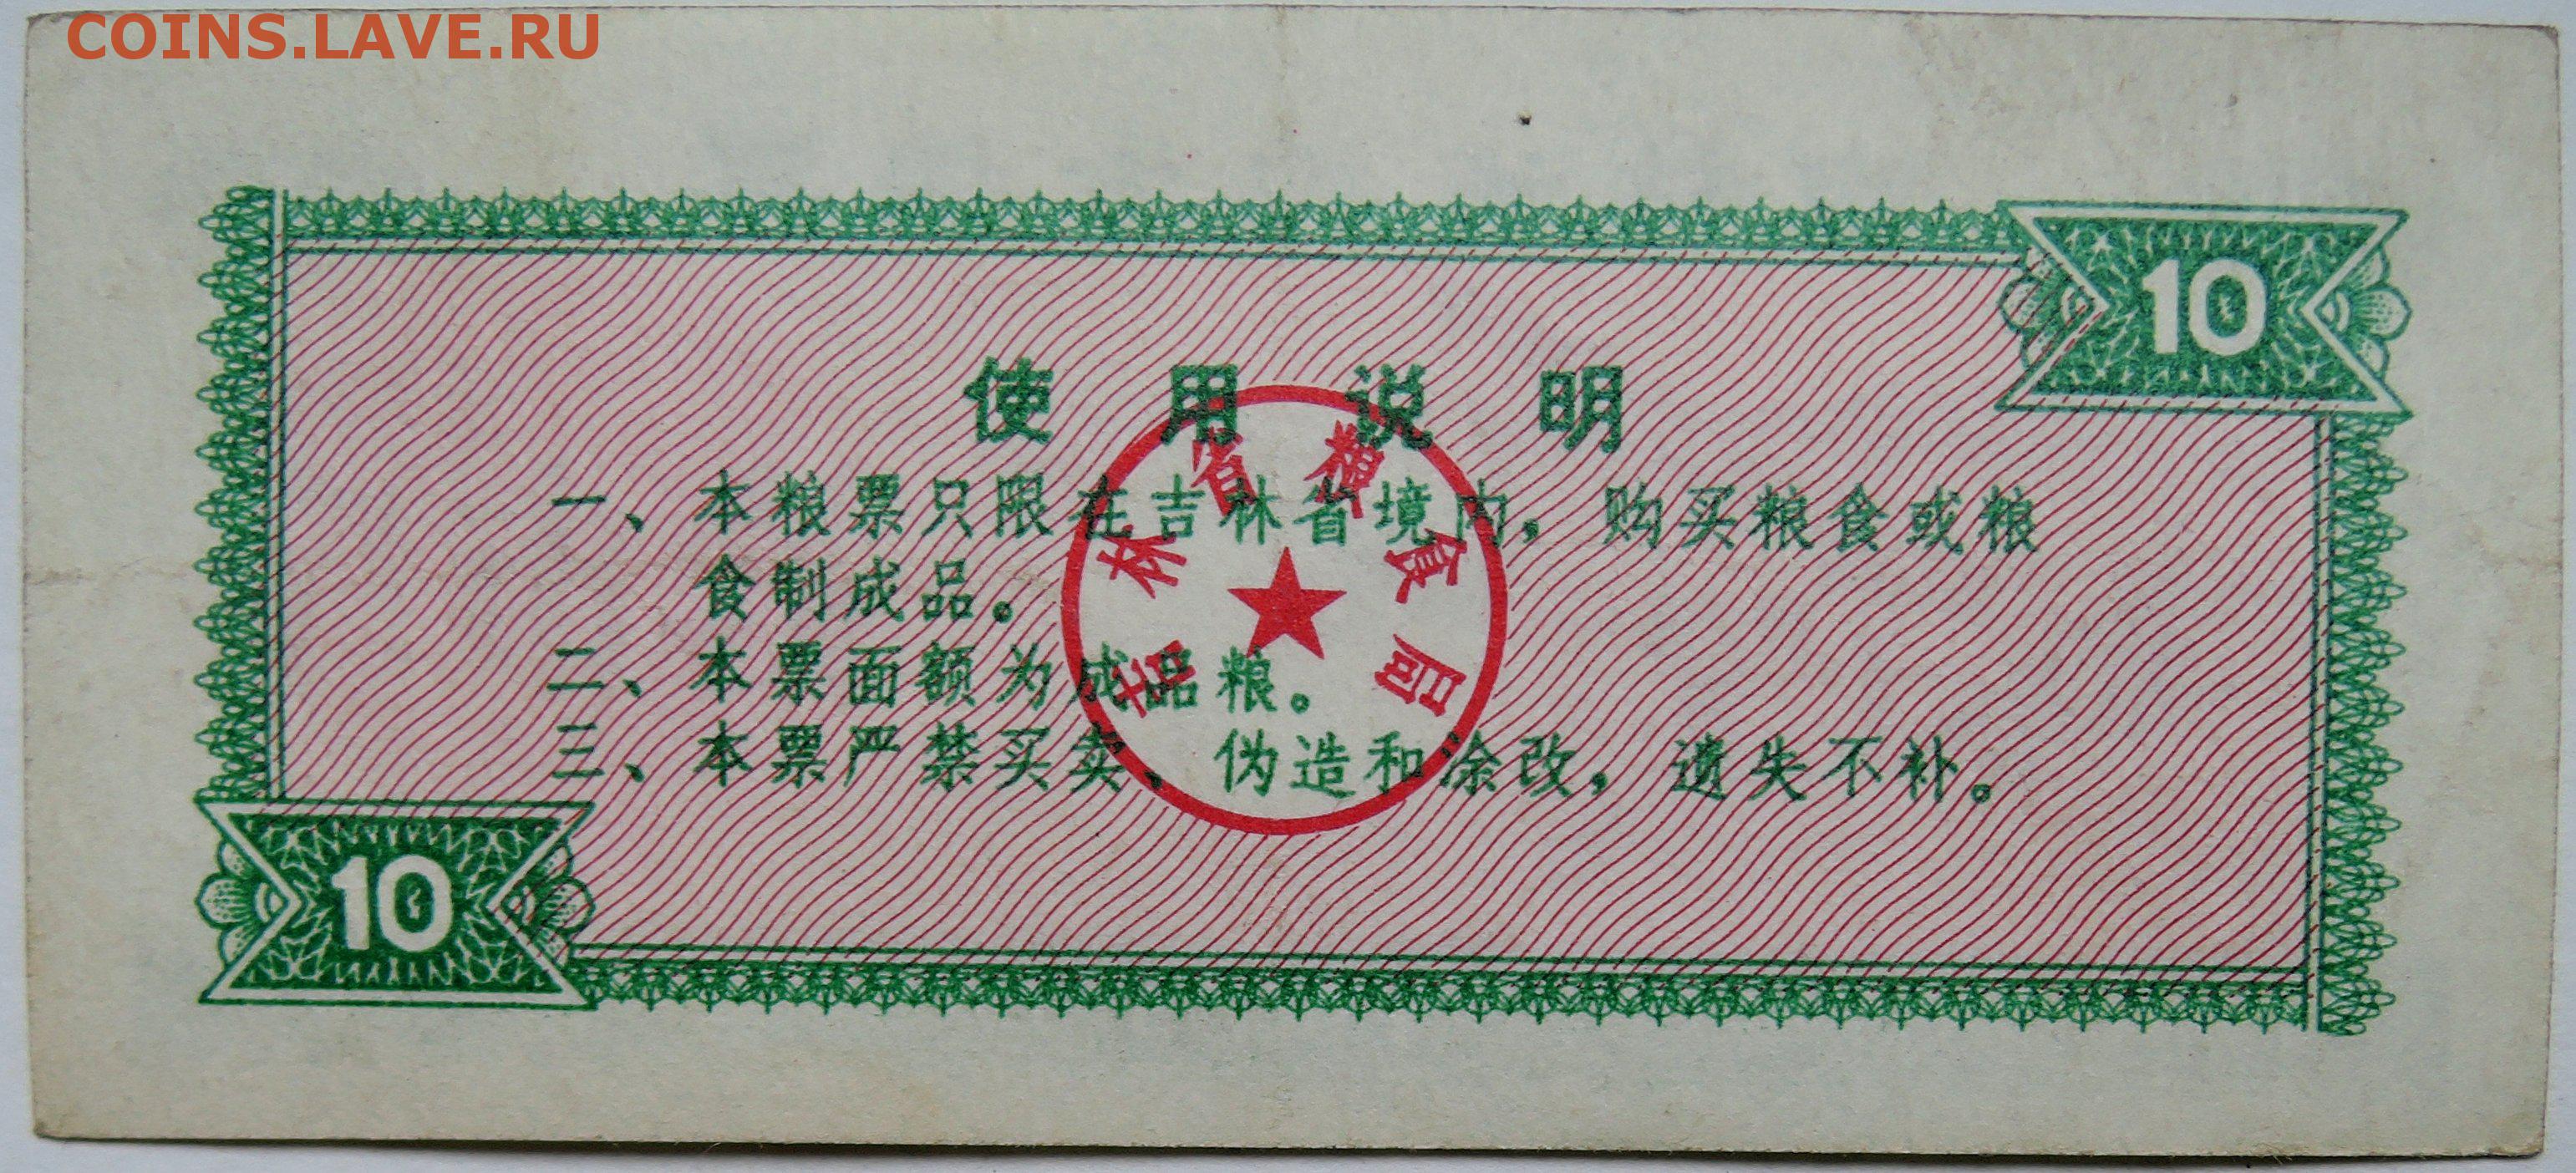 COINS.LAVE.RU
10
使用说明
一、本粮票只限在吉林省境内，购买粮食或粮
食制成品。
二、本票面额为成品粮。
三、本票严禁买卖、伪造和涂改，遗失不补。
吉林省粮食局
10